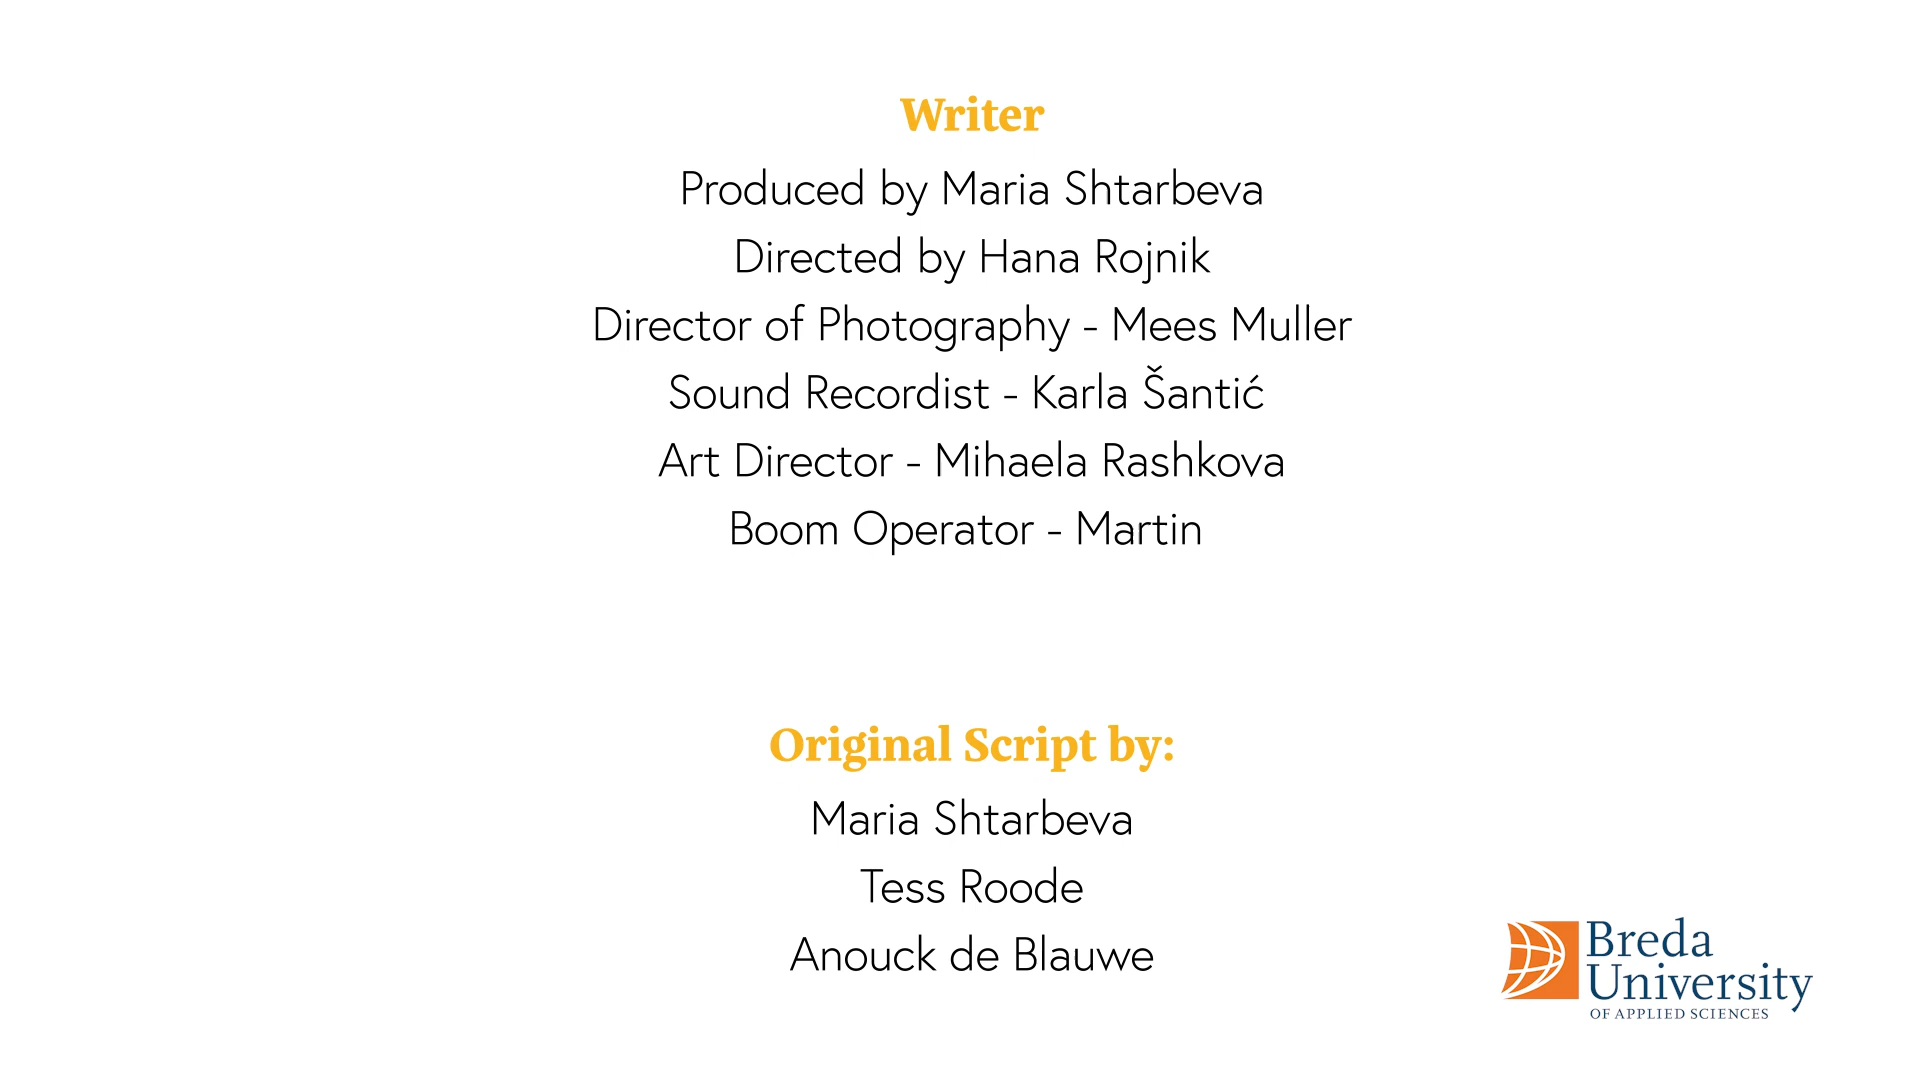 Writer
Produced by Maria Shtarbeva
Directed by Hana Rojnik
Director of Photography - Mees Muller
Sound Recordist - Karla Šantić
Art Director - Mihaela Rashkova
Boom Operator - Martin
Original Script by:
Maria Shtarbeva
Tess Roode
Anouck de Blauwe
Breda
University
OF APPLIED SCIENCES